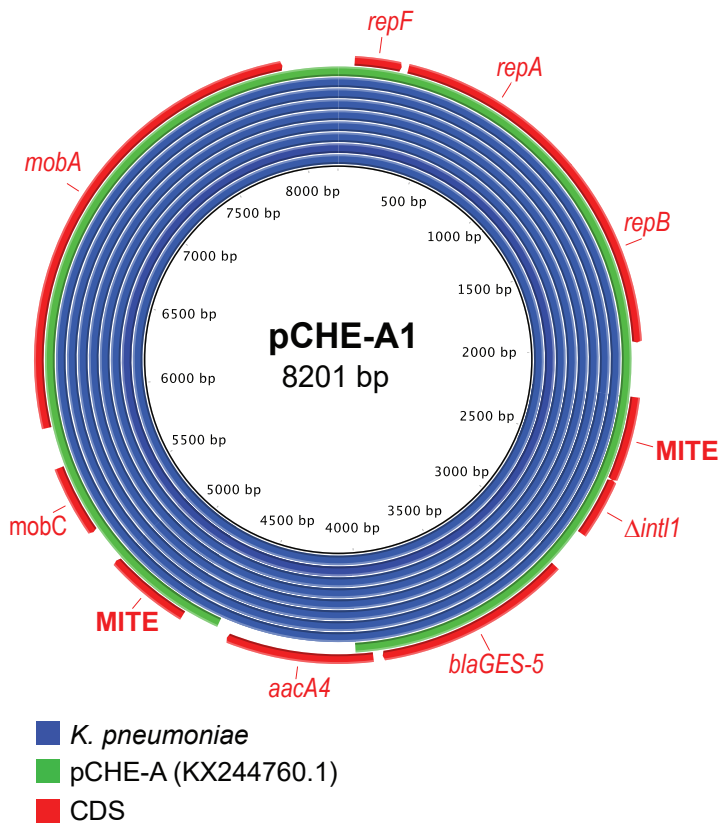 repF
repA
mobA
repB
8000 bp
500 bp
7500 bp
1000 bp
7000 bp
1500 bp
6500 bp
pCHE-A1
8201 bp
2000 bp
6000 bp
2500 bp
5500 bp
3000 bp
5000 bp
3500 bp
4500 bp
4000 bp
MITE
ΔintI1
mobC
MITE
blaGES-5
aacA4
K. pneumoniae
pCHE-A (KX244760.1)
CDS